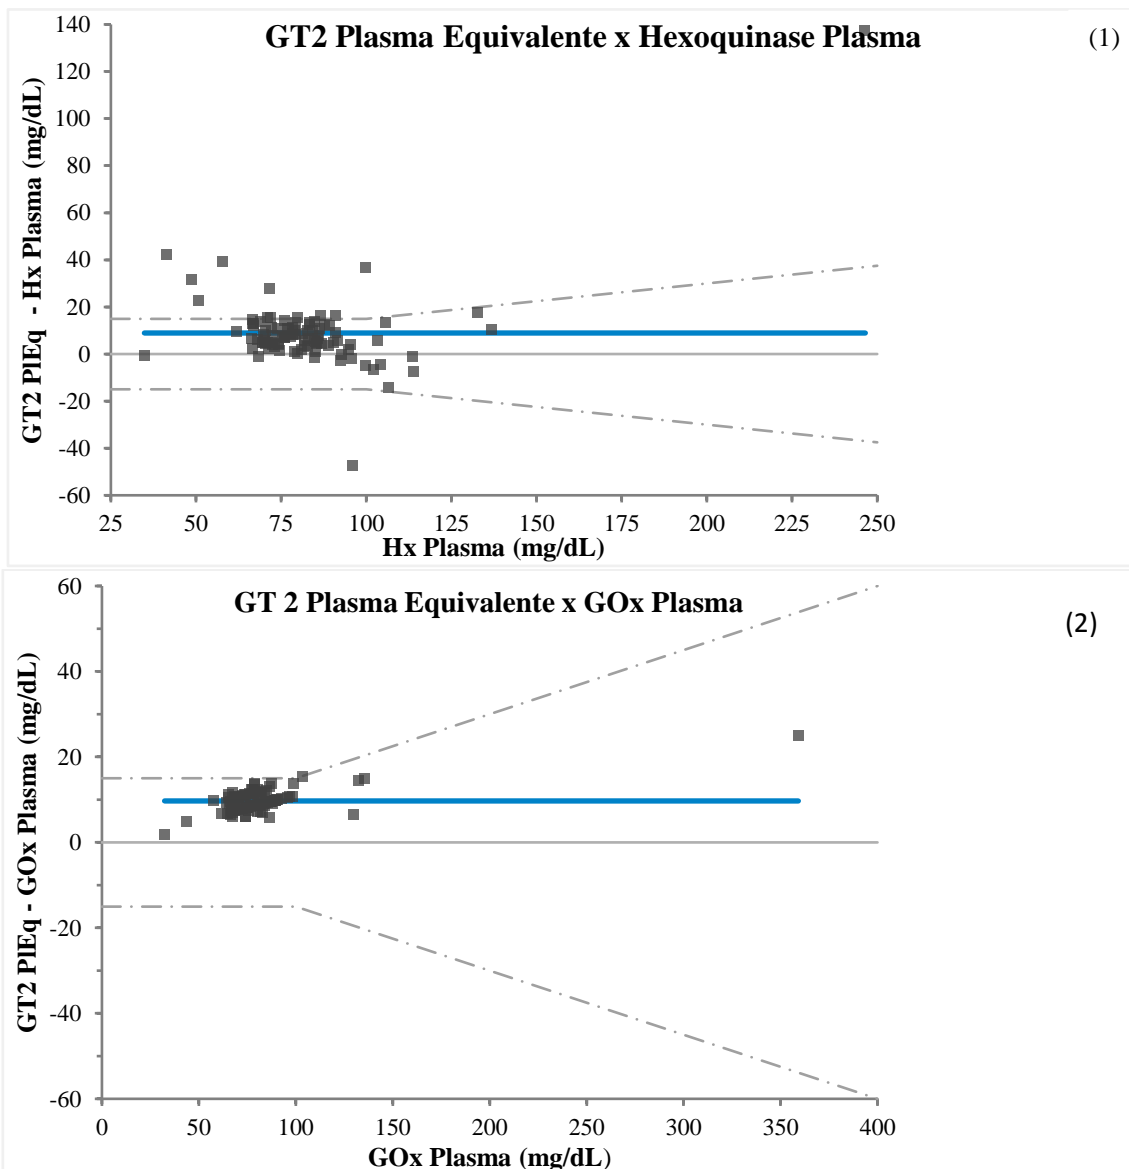 GT2 Plasma Equivalente x Hexoquinase Plasma
(1)
GT2 PlEq - Hx Plasma (mg/dL)
140
120
100
80
60
40
20
0
-20
-40
-60
25 50 75 100 125 150 175 200 225 250
Hx Plasma (mg/dL)
GT 2 Plasma Equivalente x GOx Plasma
(2)
GT2 PlEq - GOx Plasma (mg/dL)
60
40
20
0
-20
-40
-60
0 50 100 150 200 250 300 350 400
GOx Plasma (mg/dL)